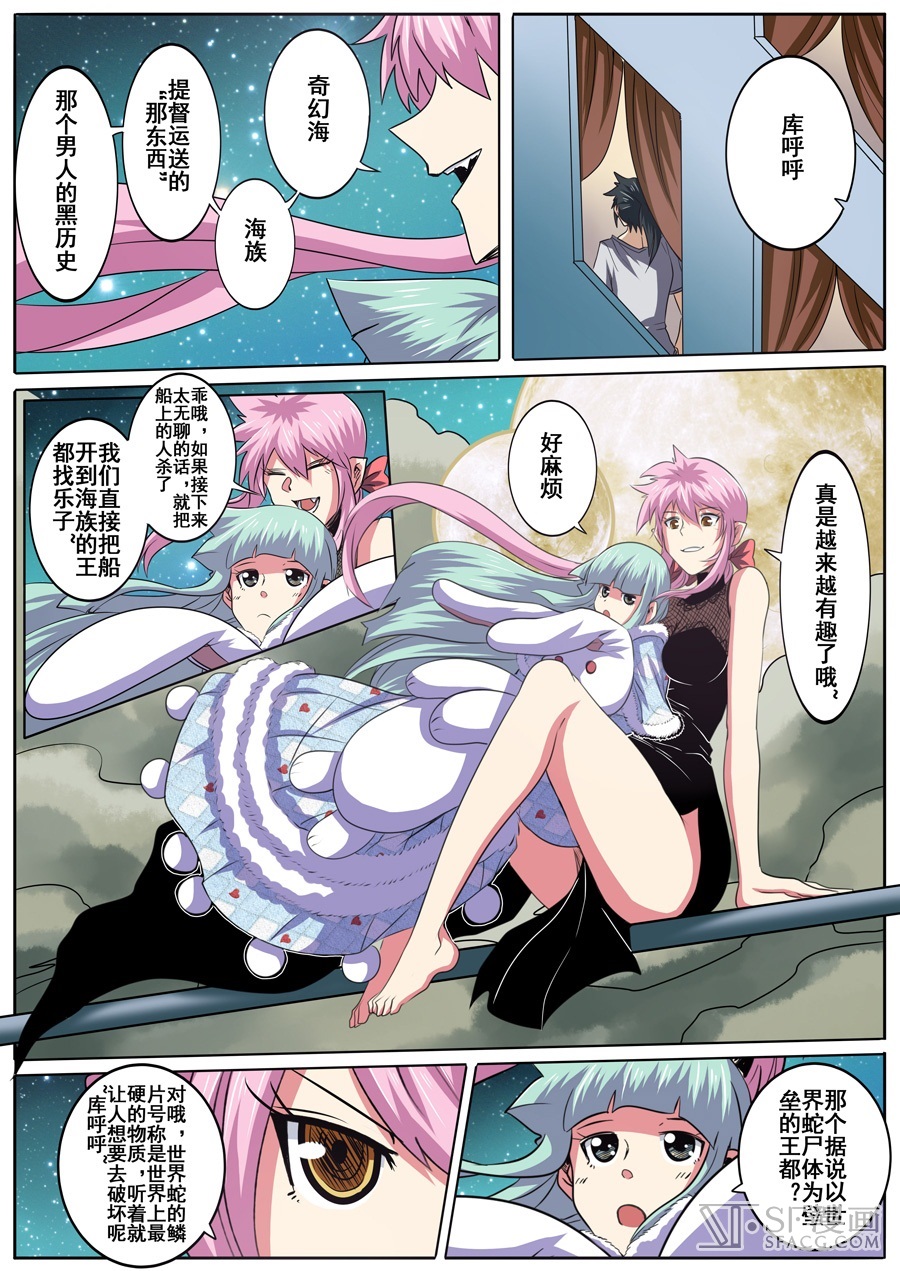 库呼呼
奇幻海
海族
提督运送的
“那东西”
那个男人的黑历史
真是越来越有趣了哦~
好麻烦
乖哦，如果接下来
太无聊的话，就把
船上的人杀了
我们直接把船
开到海族的王
都找乐子~
那个据说以世
界蛇尸体为壁
垒的王都？
对哦，世界蛇的鳞
片号称是世界上最
硬的物质，听着就
让人想要去破坏呢
库呼呼~
SF漫画
SFACG.COM